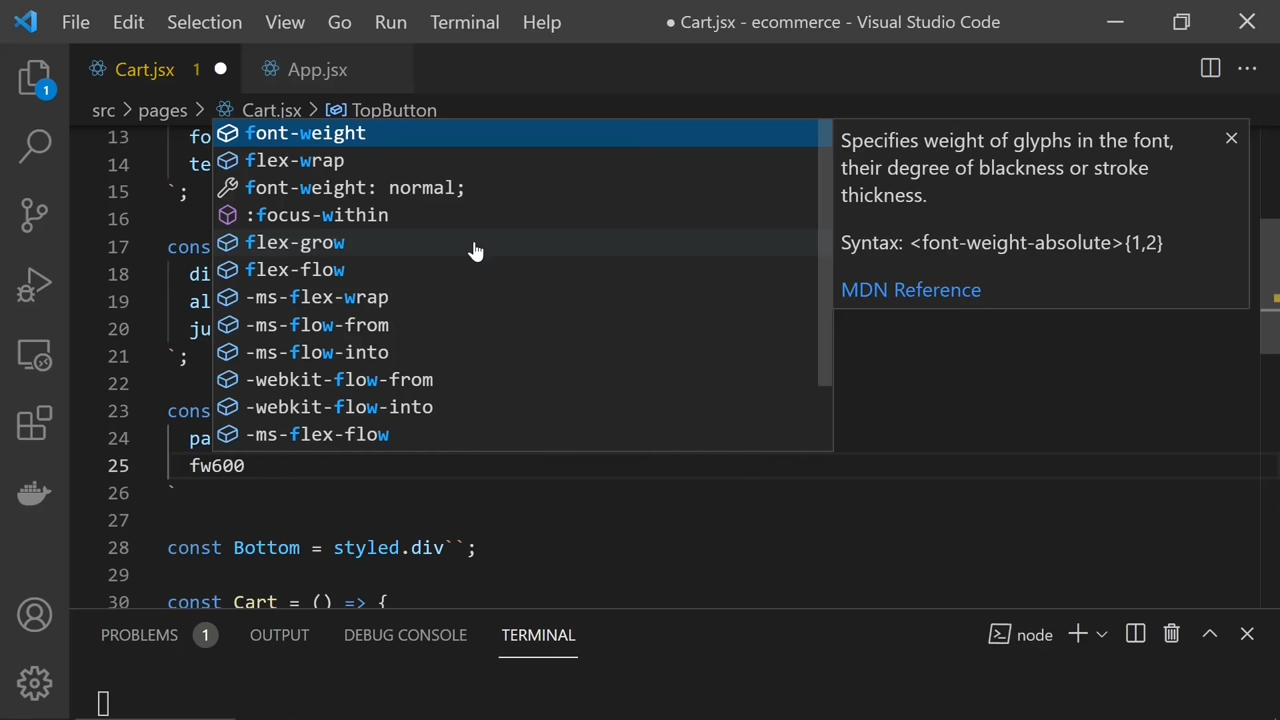 File Edit Selection View Go Run Terminal Help ● Cart.jsx - ecommerce - Visual Studio Code
Cart.jsx 1 ● App.jsx
src > pages > Cart.jsx > TopButton
1
13 fo
14 te
15 `;
16
17 cons
18 di
19 al
20 ju
21 `;
22
23 cons
24 pa
25 fw600
26 `
27
28 const Bottom = styled.div``;
29
30 const Cart = () => {
font-weight
flex-wrap
font-weight: normal;
:focus-within
flex-grow
flex-flow
-ms-flex-wrap
-ms-flow-from
-ms-flow-into
-webkit-flow-from
-webkit-flow-into
-ms-flex-flow
Specifies weight of glyphs in the font,
their degree of blackness or stroke
thickness.
Syntax: <font-weight-absolute>{1,2}
MDN Reference
PROBLEMS 1 OUTPUT DEBUG CONSOLE TERMINAL node